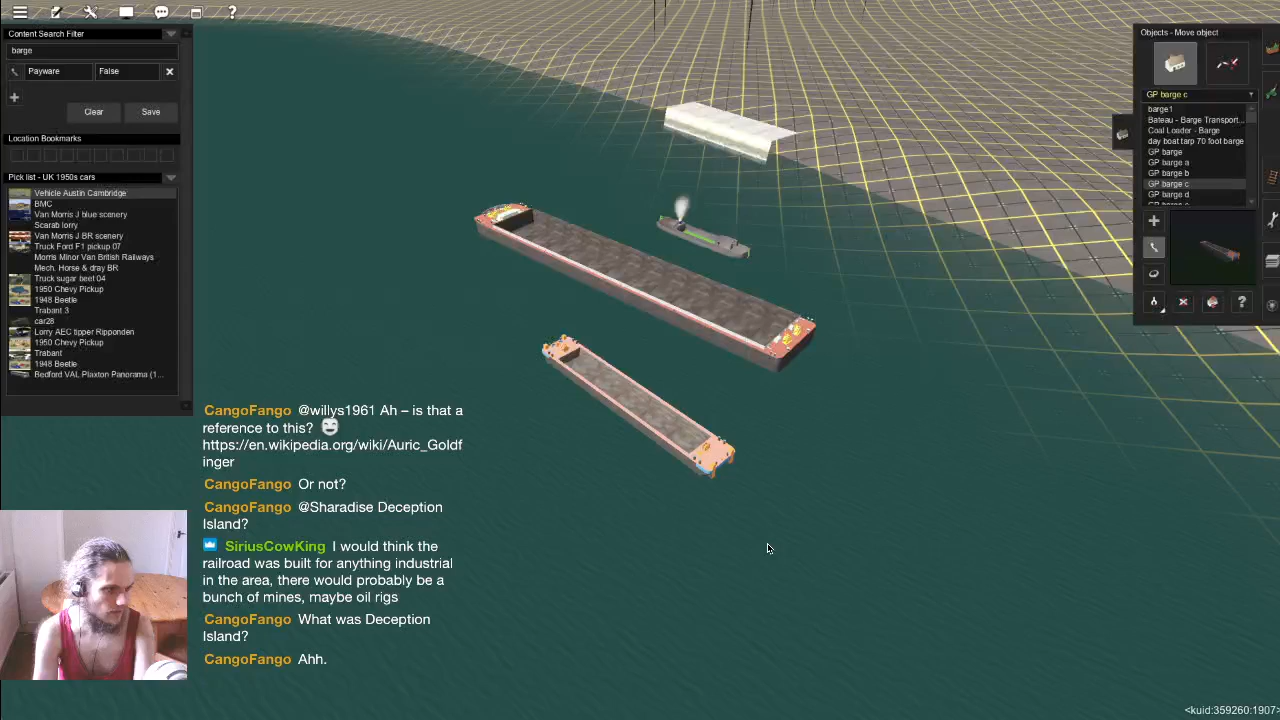 ?
Content Search Filter
barge
Payware False
Clear Save
Location Bookmarks
Pick list - UK 1950s cars
Vehicle Austin Cambridge
BMC
Van Morris J blue scenery
Scarab lorry
Van Morris J BR scenery
Truck Ford F1 pickup 07
Morris Minor Van British Railways
Mech. Horse & dray BR
Truck sugar beet 04
1950 Chevy Pickup
1948 Beetle
Trabant 3
car28
Lorry AEC tipper Ripponden
1950 Chevy Pickup
Trabant
1948 Beetle
Bedford VAL Plaxton Panorama (1...
CangoFango @willys1961 Ah – is that a
reference to this?
https://en.wikipedia.org/wiki/Auric_Goldf
inger
CangoFango Or not?
CangoFango @Sharadise Deception
Island?
SiriusCowKing I would think the
railroad was built for anything industrial
in the area, there would probably be a
bunch of mines, maybe oil rigs
CangoFango What was Deception
Island?
CangoFango Ahh.
Objects - Move object
GP barge c
barge1
Bateau - Barge Transport...
Coal Loader - Barge
day boat tarp 70 foot barge
GP barge
GP barge a
GP barge b
GP barge c
GP barge d
?
<kuid:359260:1907>